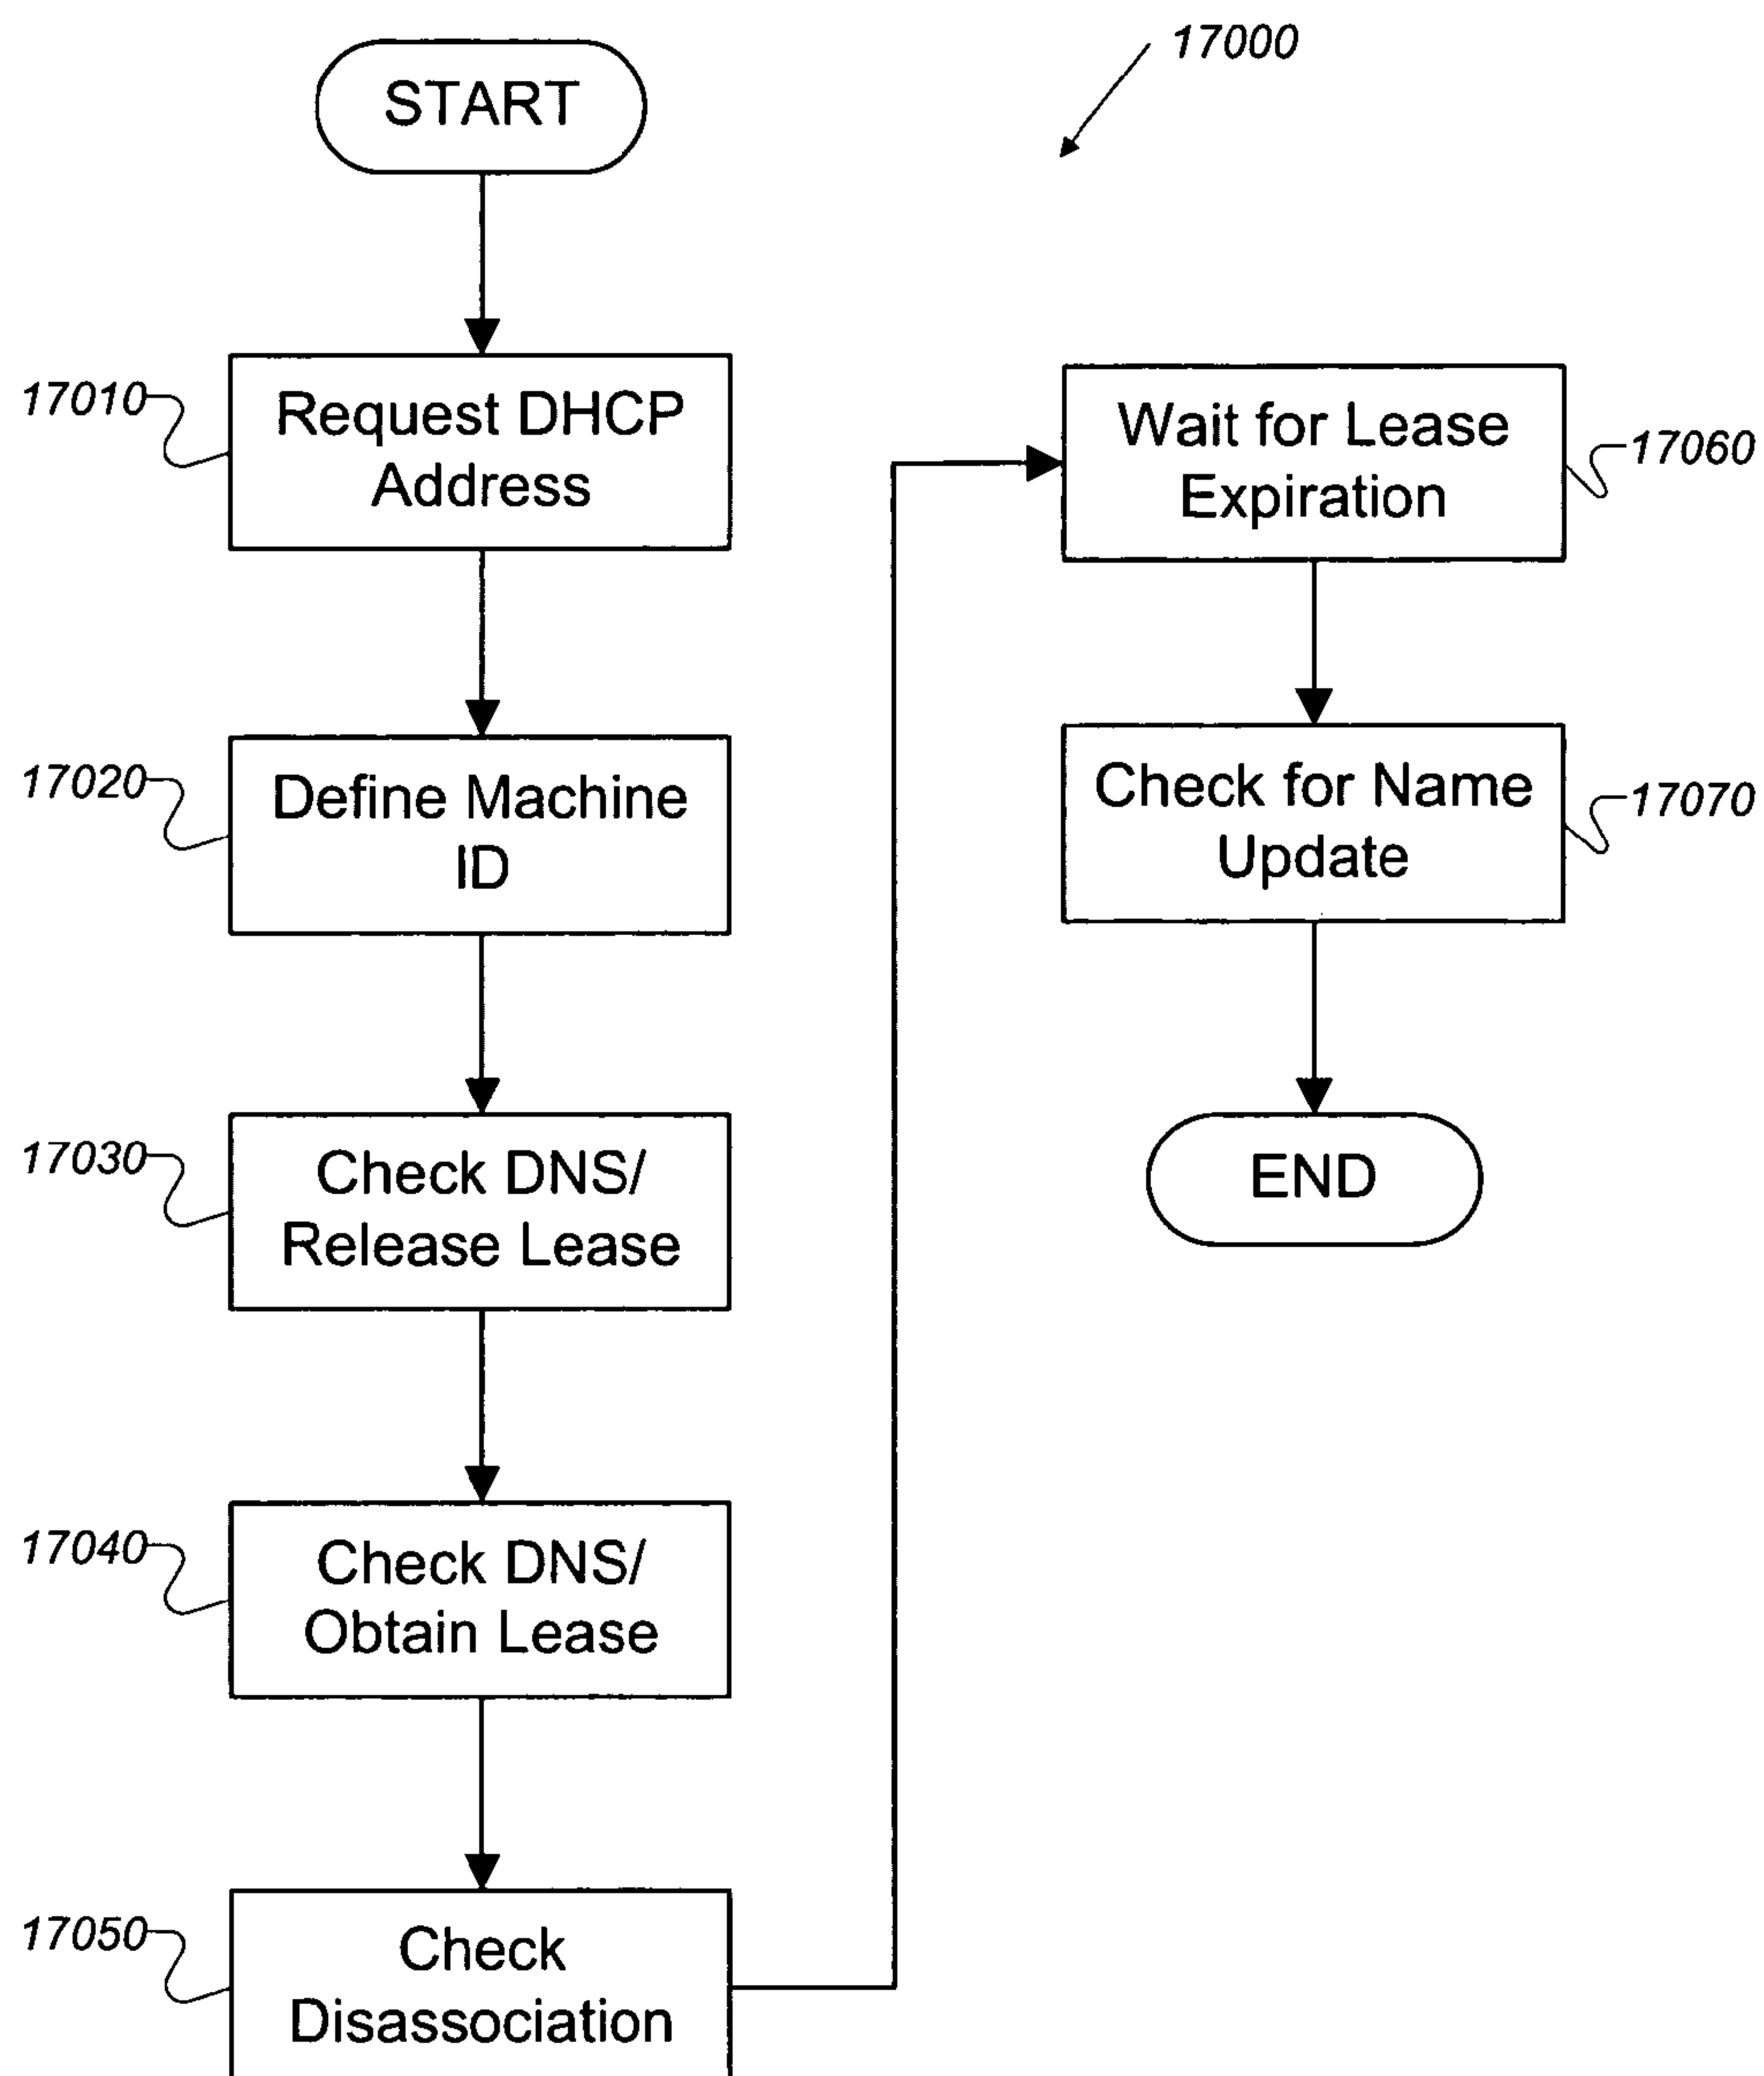 17000
START
17010
Request DHCP
Address
17020
Define Machine
ID
17030
Check DNS/
Release Lease
17040
Check DNS/
Obtain Lease
17050
Check
Disassociation
Wait for Lease
Expiration
17060
Check for Name
Update
17070
END